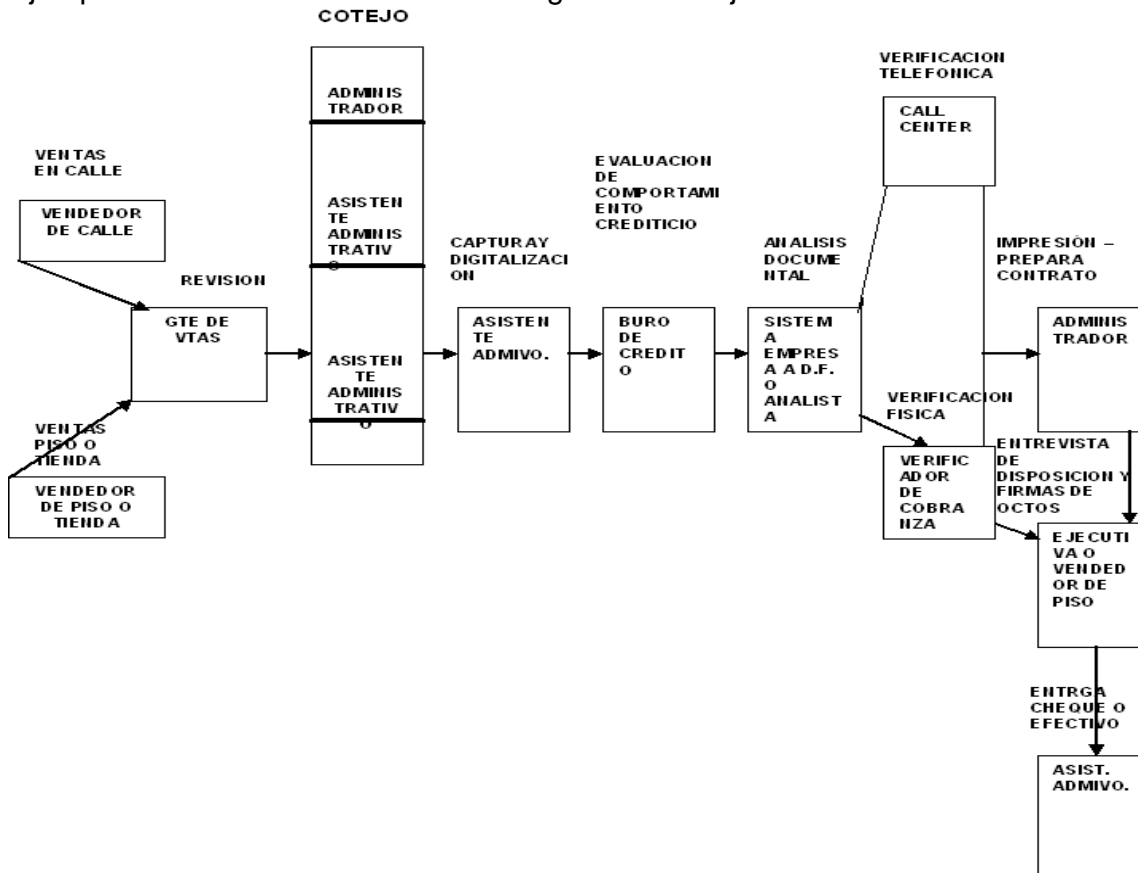 COTEJO
ADMINIS
TRADOR
ASISTEN
TE
ADMINIS
TRATIV
O
ASISTEN
TE
ADMINIS
TRATIV
O
VENTAS
EN CALLE
VENDEDOR
DE CALLE
REVISION
GTE DE
VTAS
VENTAS
PISO O
TIENDA
VENDEDOR
DE PISO O
TIENDA
CAPTURA Y
DIGITALIZACI
ON
ASISTEN
TE
ADMIVO.
EVALUACION
DE
COMPORTAMI
ENTO
CREDITICIO
BURO
DE
CREDIT
O
ANALISIS
DOCUME
NTAL
SISTEM
A
EMPRES
A A D.F.
O
ANALIST
A
VERIFICACION
TELEFONICA
CALL
CENTER
VERIFICACION
FISICA
VERIFIC
ADOR
DE
COBRA
NZA
IMPRESIÓN –
PREPARA
CONTRATO
ADMINIS
TRADOR
ENTREVISTA
DE
DISPOSICION Y
FIRMAS DE
OCTOS
EJECUTI
VA O
VENDED
OR DE
PISO
ENTRGA
CHEQUE O
EFECTIVO
ASIST.
ADMIVO.